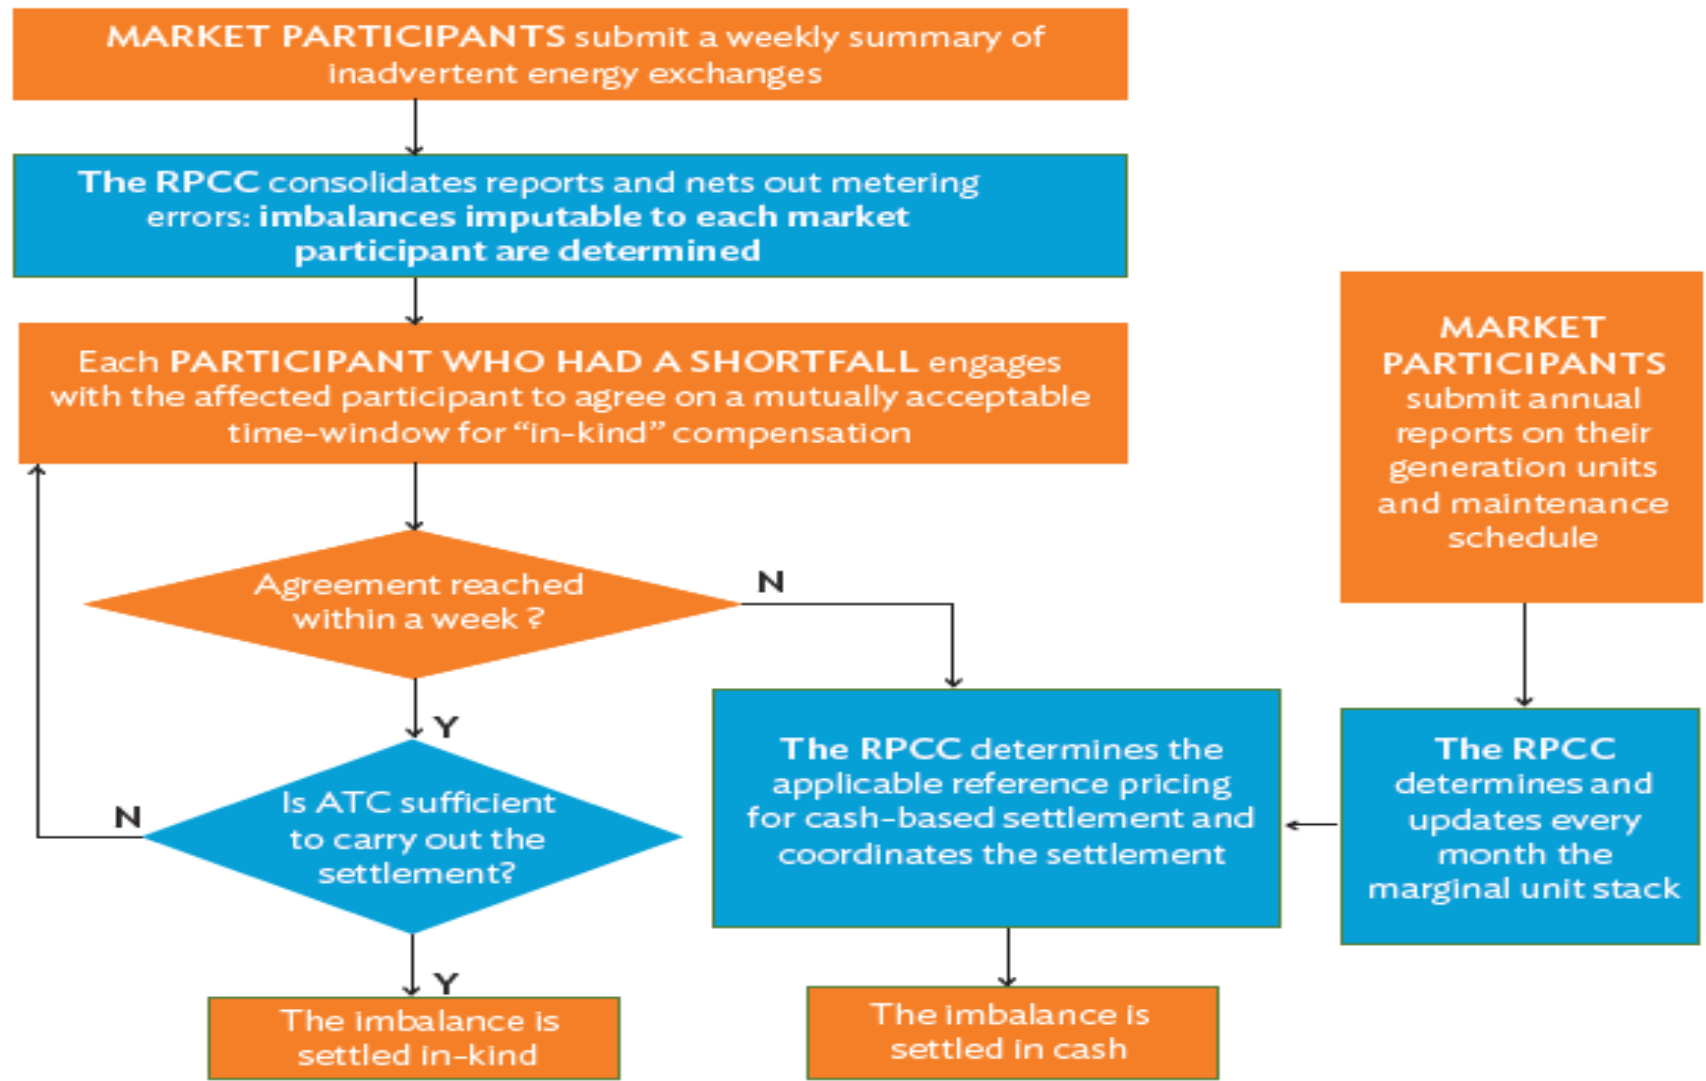 MARKET PARTICIPANTS submit a weekly summary of
inadvertent energy exchanges
The RPCC consolidates reports and nets out metering
errors: imbalances imputable to each market
participant are determined
Each PARTICIPANT WHO HAD A SHORTFALL engages
with the affected participant to agree on a mutually acceptable
time-window for “in-kind” compensation
MARKET
PARTICIPANTS
submit annual
reports on their
generation units
and maintenance
schedule
Agreement reached
within a week ?
N
Y
Is ATC sufficient
to carry out the
settlement?
N
Y
The RPCC determines the
applicable reference pricing
for cash-based settlement and
coordinates the settlement
The RPCC
determines and
updates every
month the
marginal unit stack
The imbalance is
settled in-kind
The imbalance is
settled in cash